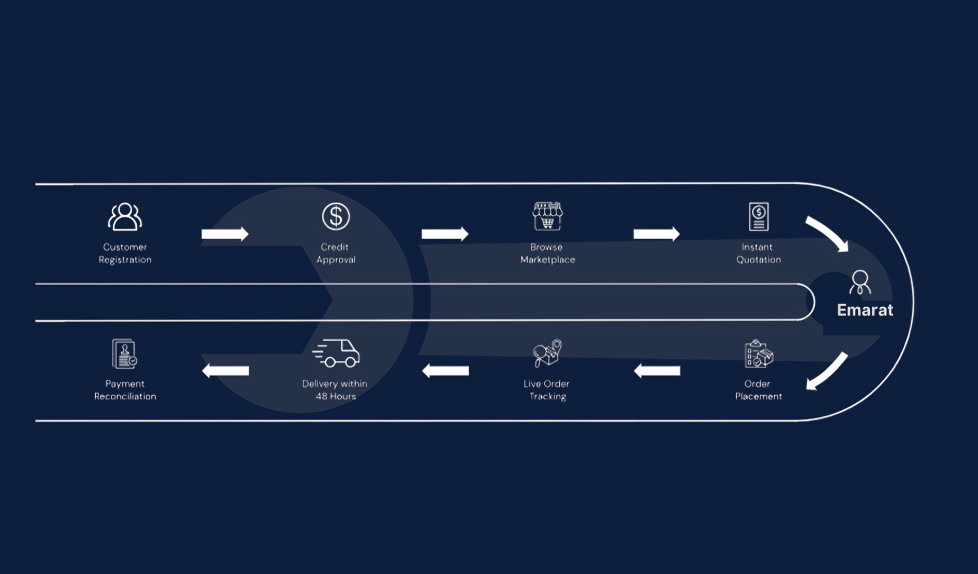 Customer
Registration
Credit
Approval
Browse
Marketplace
Instant
Quotation
Emarat
Order
Placement
Live Order
Tracking
Delivery within
48 Hours
Payment
Reconciliation